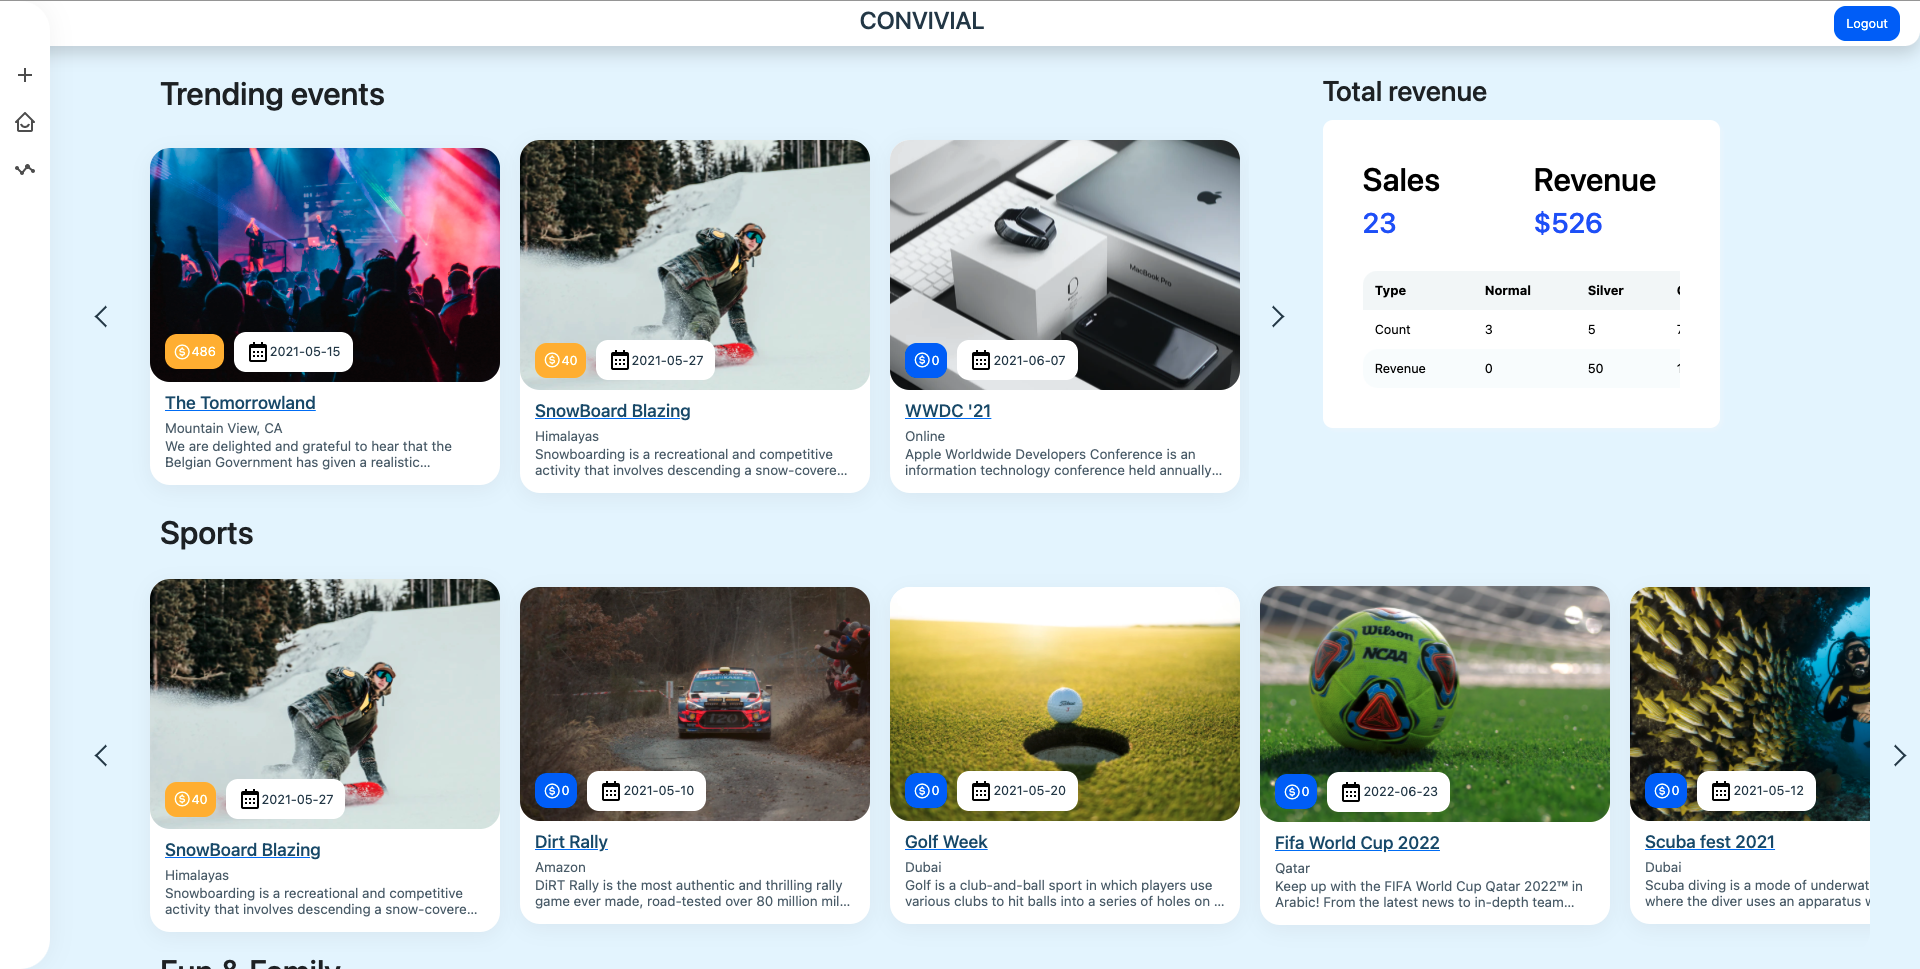 CONVIVIAL
Logout
Trending events
Total revenue
Sales
Revenue
23
$526
Type Normal Silver
Count 3 5
Revenue 0 50
486
2021-05-15
The Tomorrowland
Mountain View, CA
We are delighted and grateful to hear that the
Belgian Government has given a realistic...
40
2021-05-27
SnowBoard Blazing
Himalayas
Snowboarding is a recreational and competitive
activity that involves descending a snow-covere...
MacBook Pro
0
2021-06-07
WWDC '21
Online
Apple Worldwide Developers Conference is an
information technology conference held annually...
Sports
40
2021-05-27
SnowBoard Blazing
Himalayas
Snowboarding is a recreational and competitive
activity that involves descending a snow-covere...
0
2021-05-10
Dirt Rally
Amazon
DiRT Rally is the most authentic and thrilling rally
game ever made, road-tested over 80 million mil...
Titleist
0
2021-05-20
Golf Week
Dubai
Golf is a club-and-ball sport in which players use
various clubs to hit balls into a series of holes on ...
Wilson
NCAA
0
2022-06-23
Fifa World Cup 2022
Qatar
Keep up with the FIFA World Cup Qatar 2022™ in
Arabic! From the latest news to in-depth team...
0
2021-05-12
Scuba fest 2021
Dubai
Scuba diving is a mode of underwat
where the diver uses an apparatus
Fun & Family